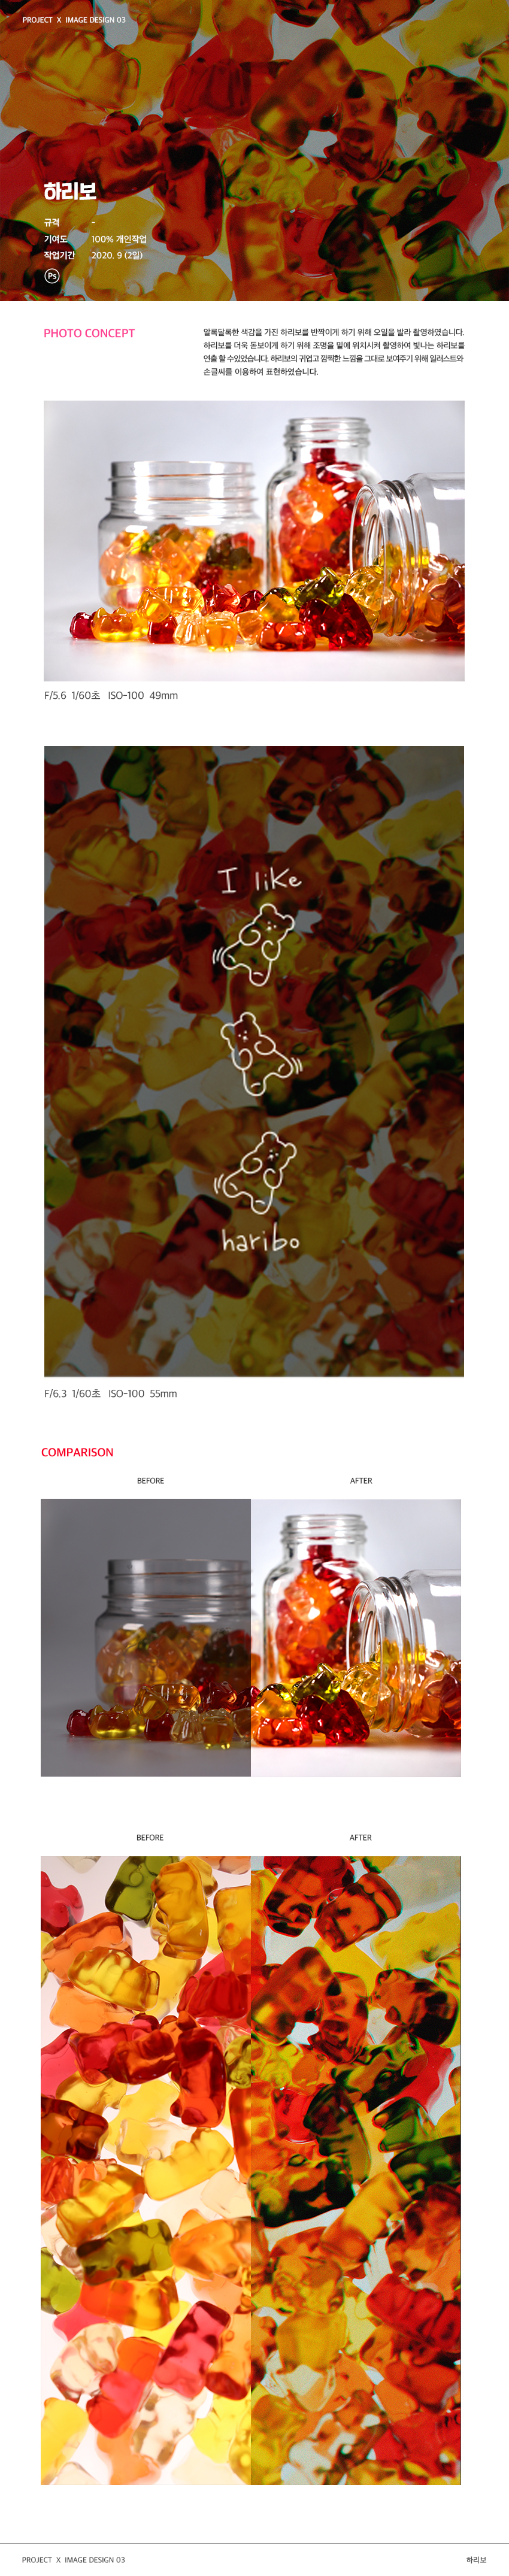 PROJECT X IMAGE DESIGN 03
하리보
규격 -
기여도 100% 개인작업
작업기간 2020. 9 (2일)
Ps
PHOTO CONCEPT
알록달록한 색감을 가진 하리보를 반짝이게 하기 위해 오일을 발라 촬영하였습니다.
하리보를 더욱 돋보이게 하기 위해 조명을 밑에 위치시켜 촬영하여 빛나는 하리보를
연출 할 수있었습니다. 하리보의 귀엽고 깜찍한 느낌을 그대로 보여주기 위해 일러스트와
손글씨를 이용하여 표현하였습니다.
F/5.6 1/60초 ISO-100 49mm
I like
haribo
F/6.3 1/60초 ISO-100 55mm
COMPARISON
BEFORE AFTER
BEFORE AFTER
PROJECT X IMAGE DESIGN 03 하리보